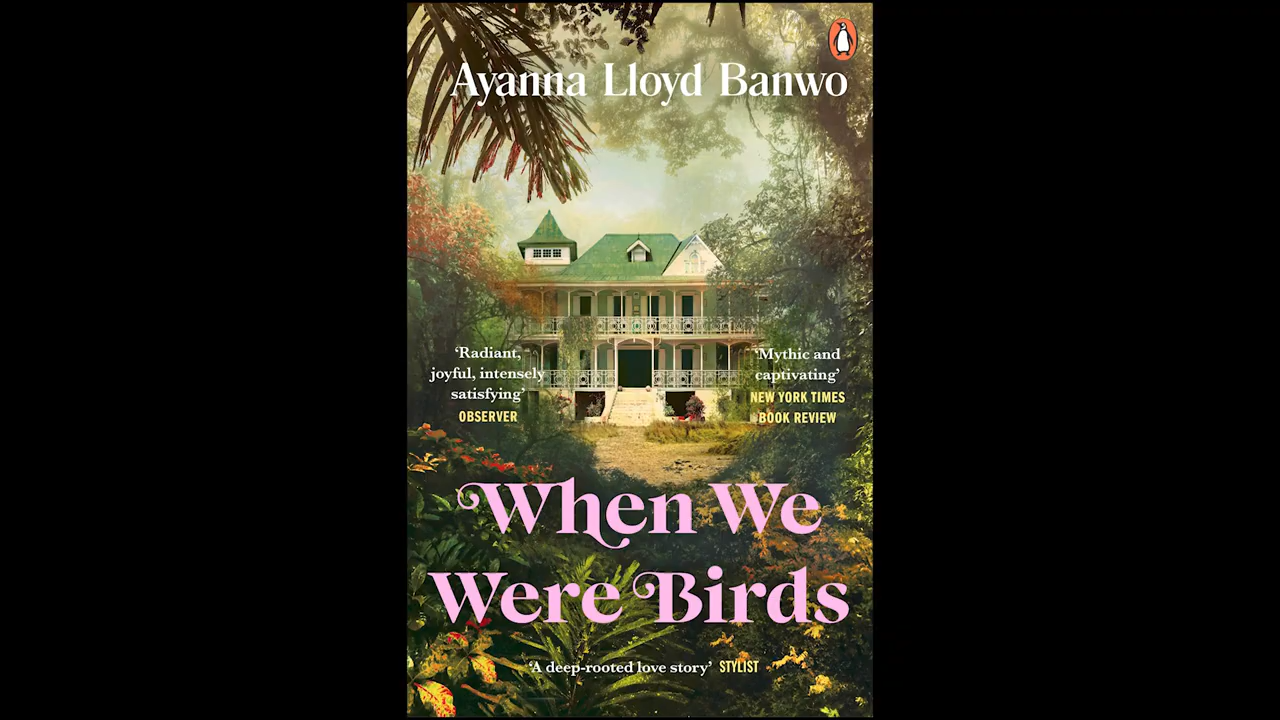 Ayanna Lloyd Banwo
‘Radiant,
joyful, intensely
satisfying’
OBSERVER
‘Mythic and
captivating’
NEW YORK TIMES
BOOK REVIEW
When We
Were Birds
‘A deep-rooted love story’ STYLIST